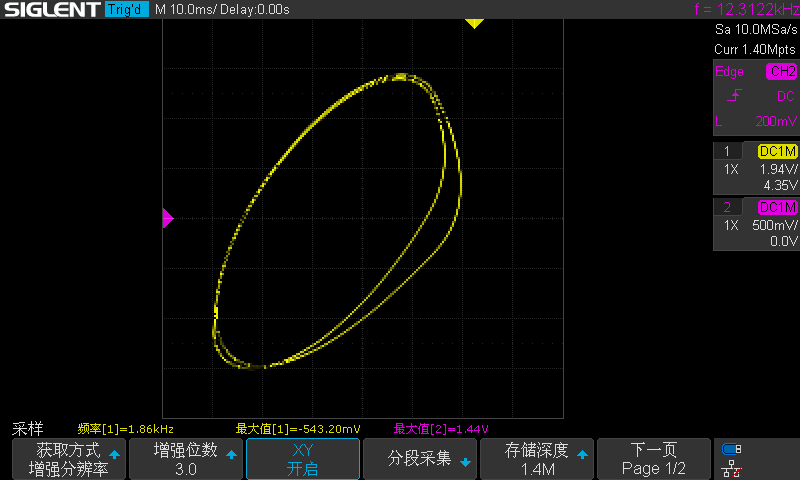 SIGLENT Trig'd M 10.0ms/ Delay:0.00s f = 12.3122kHz
Sa 10.0MSa/s
Curr 1.40Mpts
Edge CH2
DC
L 200mV
1 DC1M
1X 1.94V/
4.35V
2 DC1M
1X 500mV/
0.0V
采样 频率[1]=1.86kHz 最大值[1]=-543.20mV 最大值[2]=1.44V
获取方式 增强位数 XY 分段采集 存储深度 下一页
增强分辨率 3.0 开启 1.4M Page 1/2